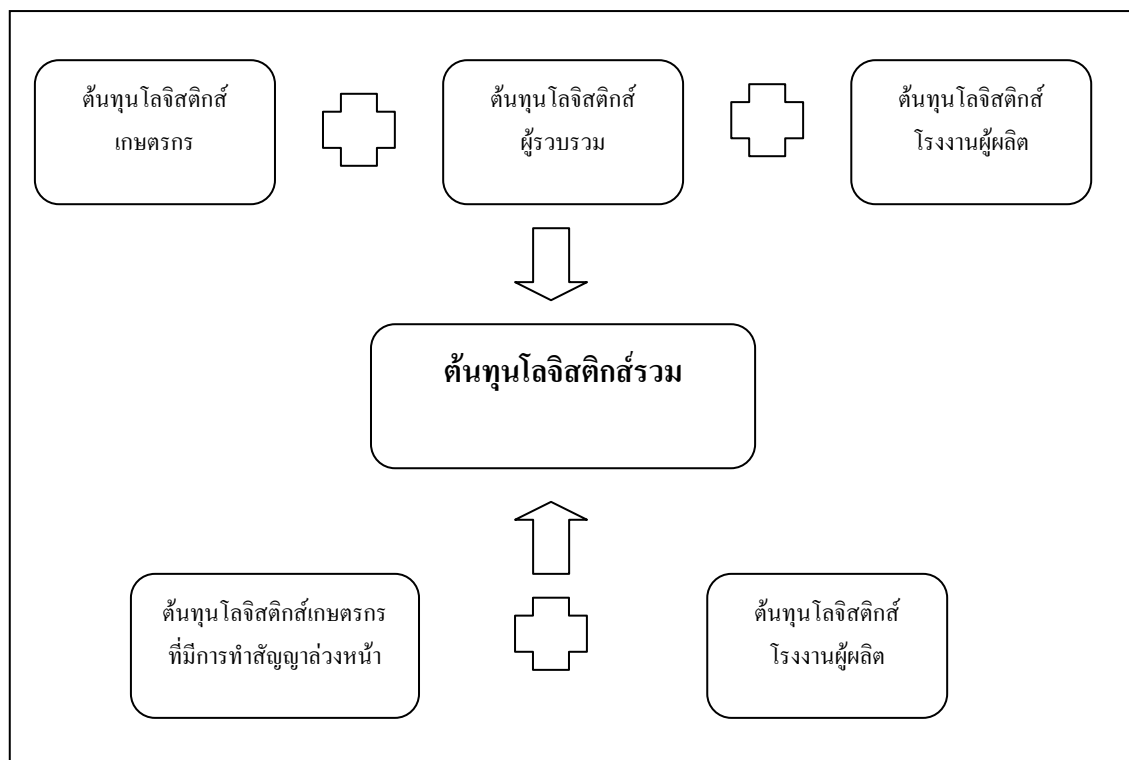 ต้นทุนโลจิสติกส์
เกษตรกร
ต้นทุนโลจิสติกส์
ผู้รวบรวม
ต้นทุนโลจิสติกส์
โรงงานผู้ผลิต
ต้นทุนโลจิสติกส์รวม
ต้นทุนโลจิสติกส์เกษตรกร
ที่มีการทำสัญญาล่วงหน้า
ต้นทุนโลจิสติกส์
โรงงานผู้ผลิต